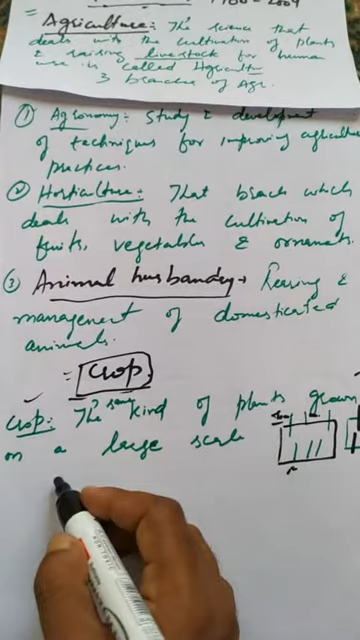 = Agriculture:- The science that
deals with the cultivation of plants
& raising livestock for human
use is called
3 branches of Agr.
① Agronomy:- Study & development
of techniques for improving agriculture
practices.
② Horticulture:- That branch which
deals with the cultivation of
fruits, vegetables &
③ Animal husbandry → Rearing &
management of domesticated
animals.
= Crop.
Crop:- The same kind of plants grown
on a large scale